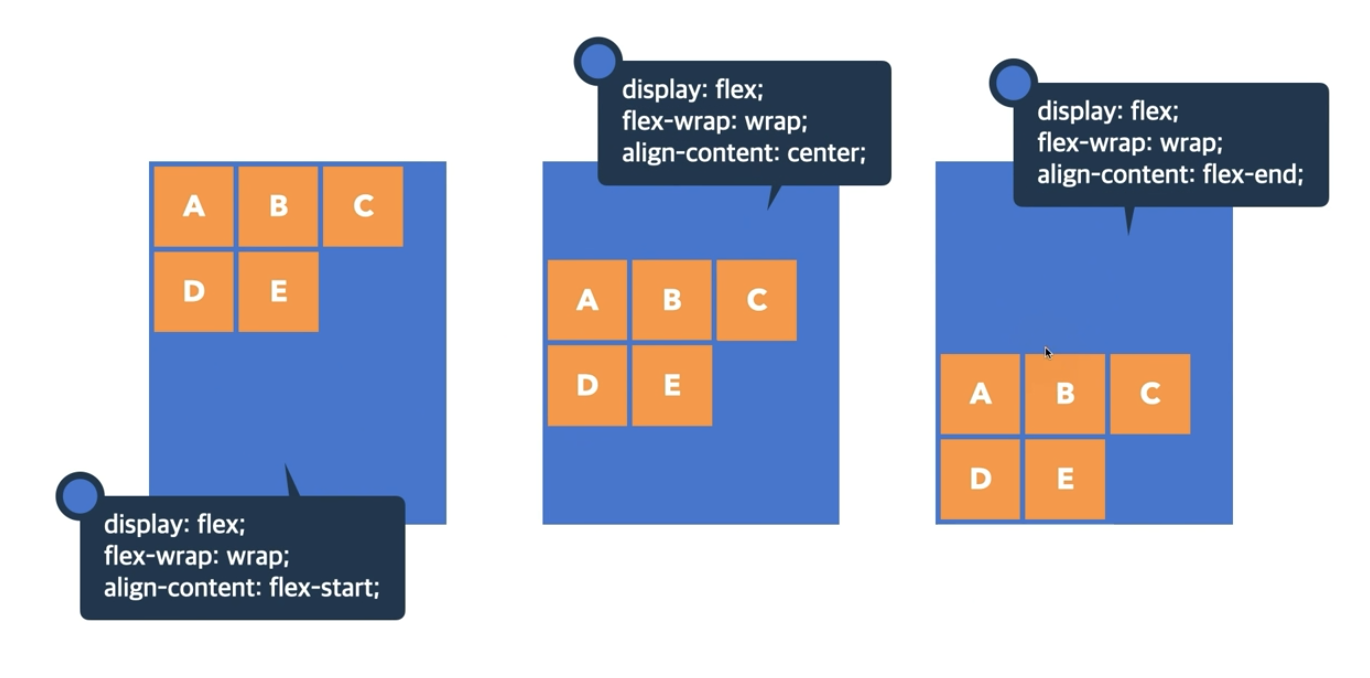 A B C
D E
display: flex;
flex-wrap: wrap;
align-content: flex-start;
display: flex;
flex-wrap: wrap;
align-content: center;
A B C
D E
display: flex;
flex-wrap: wrap;
align-content: flex-end;
A B C
D E